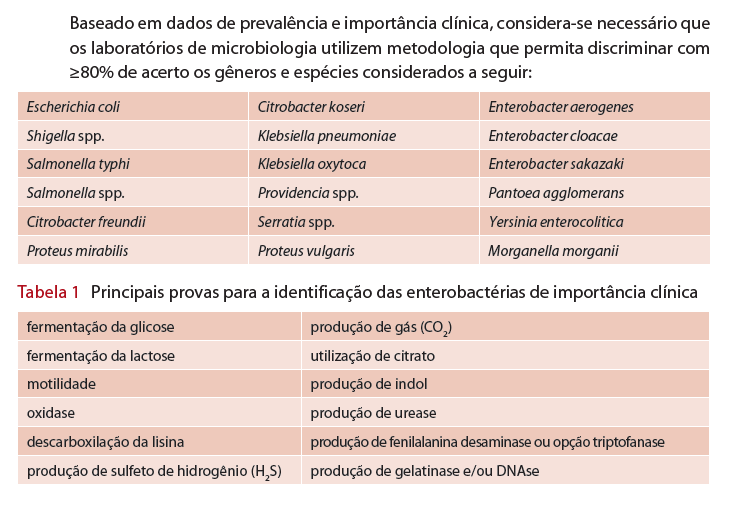 Baseado em dados de prevalência e importância clínica, considera-se necessário que
os laboratórios de microbiologia utilizem metodologia que permita discriminar com
≥80% de acerto os gêneros e espécies considerados a seguir:
Escherichia coli Citrobacter koseri Enterobacter aerogenes
Shigella spp. Klebsiella pneumoniae Enterobacter cloacae
Salmonella typhi Klebsiella oxytoca Enterobacter sakazaki
Salmonella spp. Providencia spp. Pantoea agglomerans
Citrobacter freundii Serratia spp. Yersinia enterocolitica
Proteus mirabilis Proteus vulgaris Morganella morganii
Tabela 1 Principais provas para a identificação das enterobactérias de importância clínica
fermentação da glicose produção de gás (CO₂)
fermentação da lactose utilização de citrato
motilidade produção de indol
oxidase produção de urease
descarboxilação da lisina produção de fenilalanina desaminase ou opção triptofanase
produção de sulfeto de hidrogênio (H₂S) produção de gelatinase e/ou DNAse